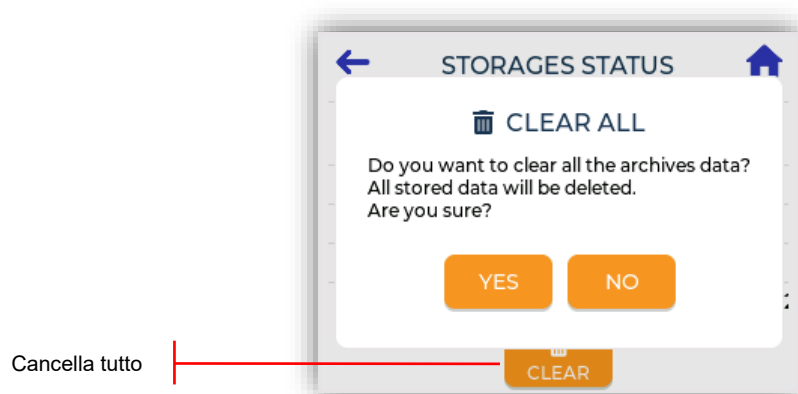 STORAGES STATUS
CLEAR ALL
Do you want to clear all the archives data?
All stored data will be deleted.
Are you sure?
YES NO
Cancella tutto
CLEAR